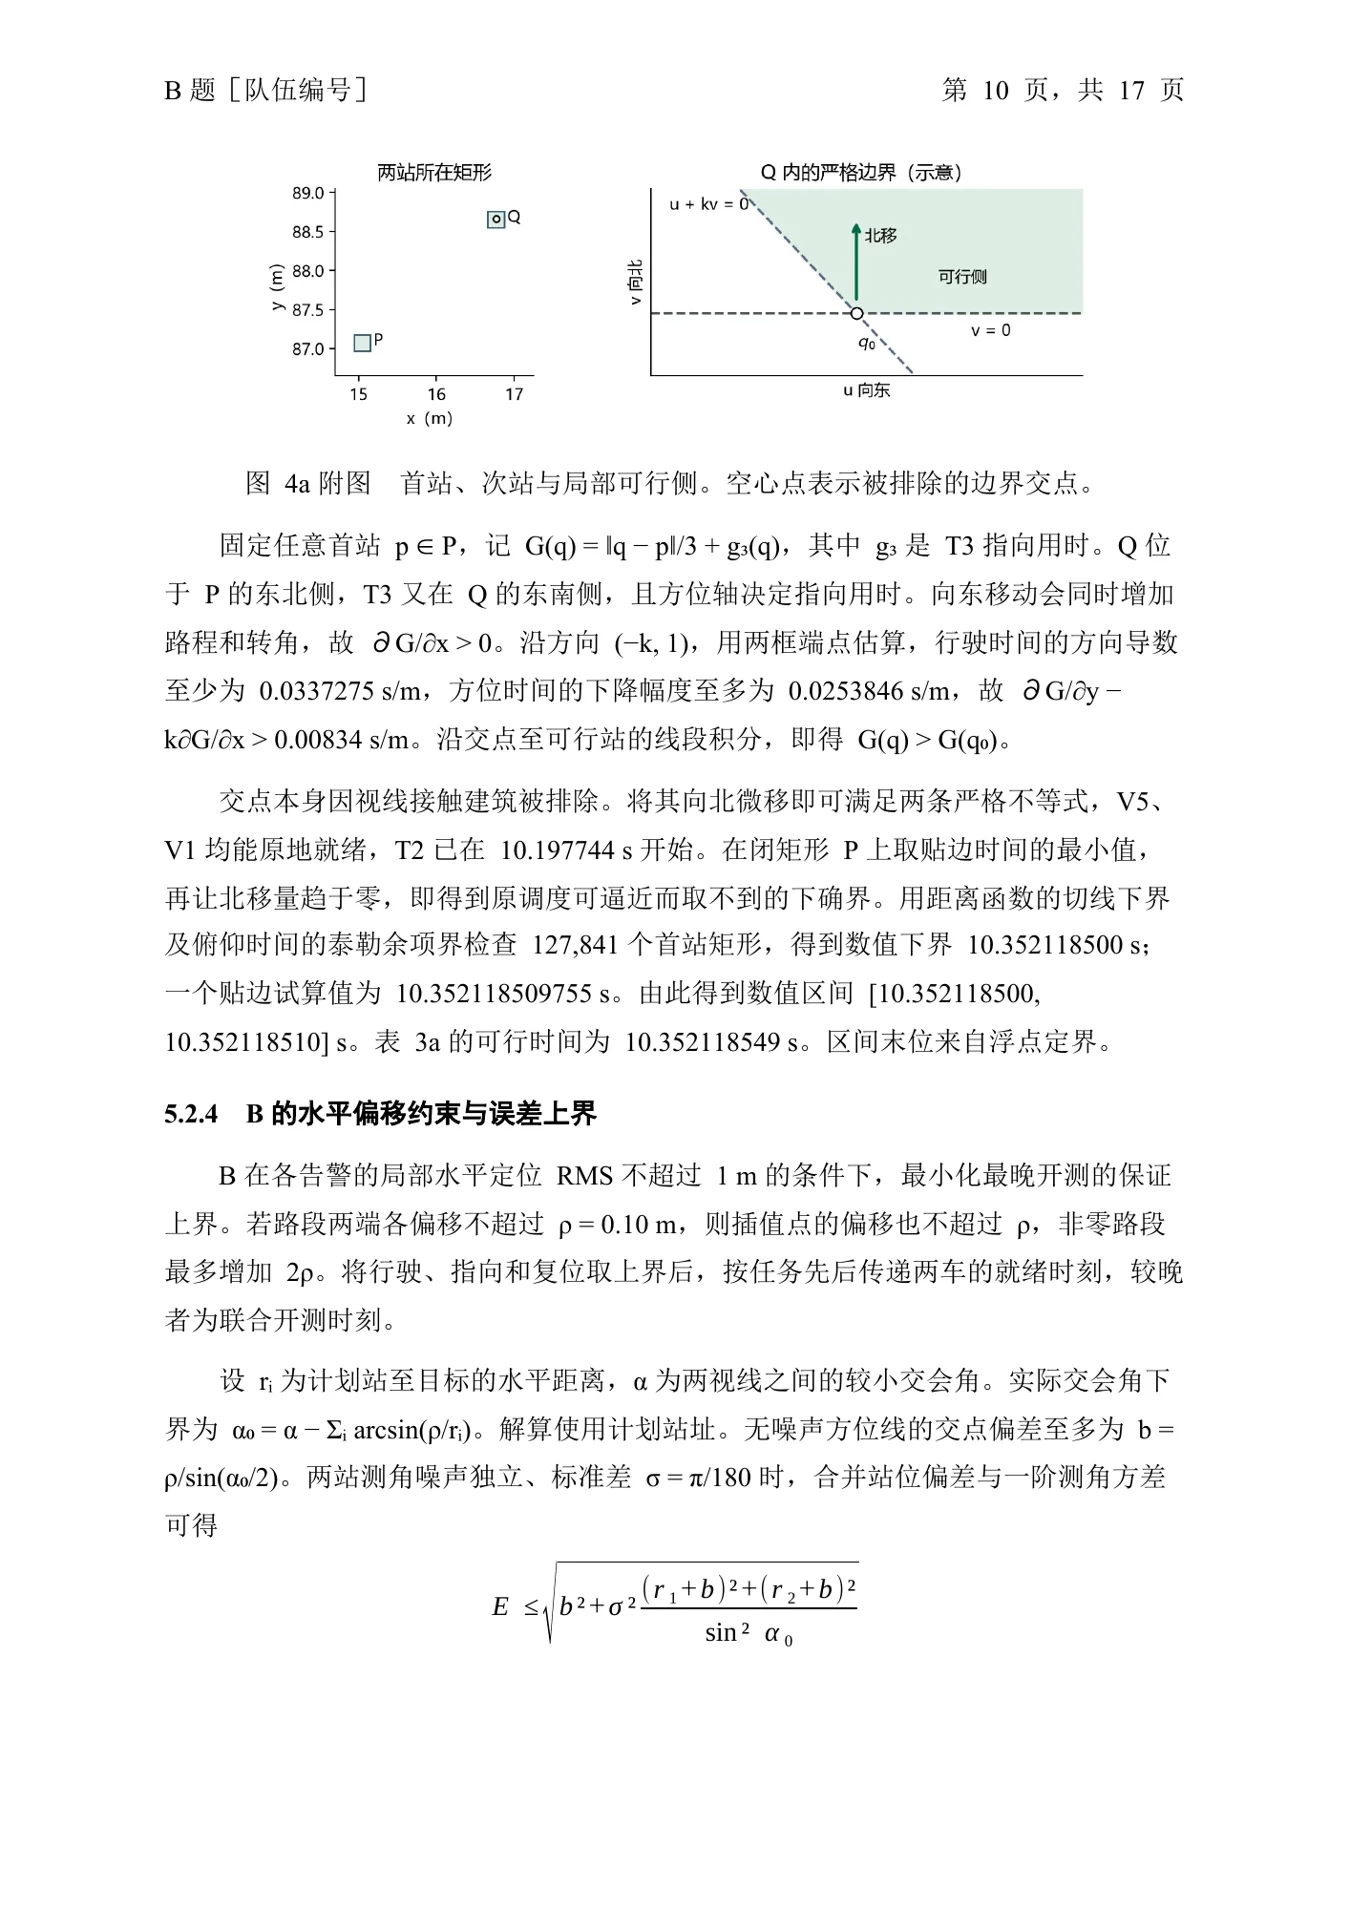 B 题［队伍编号］ 第 10 页，共 17 页
两站所在矩形
89.0
88.5
88.0
87.5
87.0
y (m)
Q
P
15 16 17
x (m)
Q 内的严格边界（示意）
u + kv = 0
北移
可行侧
v 向北
v = 0
q₀
u 向东
图 4a 附图 首站、次站与局部可行侧。空心点表示被排除的边界交点。
固定任意首站 p ∈ P，记 G(q) = ‖q − p‖/3 + g₃(q)，其中 g₃ 是 T3 指向用时。Q 位
于 P 的东北侧，T3 又在 Q 的东南侧，且方位轴决定指向用时。向东移动会同时增加
路程和转角，故 ∂G/∂x > 0。沿方向 (−k, 1)，用两框端点估算，行驶时间的方向导数
至少为 0.0337275 s/m，方位时间的下降幅度至多为 0.0253846 s/m，故 ∂G/∂y −
k∂G/∂x > 0.00834 s/m。沿交点至可行站的线段积分，即得 G(q) > G(q₀)。
交点本身因视线接触建筑被排除。将其向北微移即可满足两条严格不等式，V5、
V1 均能原地就绪，T2 已在 10.197744 s 开始。在闭矩形 P 上取贴边时间的最小值，
再让北移量趋于零，即得到原调度可逼近而取不到的下确界。用距离函数的切线下界
及俯仰时间的泰勒余项界检查 127,841 个首站矩形，得到数值下界 10.352118500 s；
一个贴边试算值为 10.352118509755 s。由此得到数值区间 [10.352118500,
10.352118510] s。表 3a 的可行时间为 10.352118549 s。区间末位来自浮点定界。
5.2.4 B 的水平偏移约束与误差上界
B 在各告警的局部水平定位 RMS 不超过 1 m 的条件下，最小化最晚开测的保证
上界。若路段两端各偏移不超过 ρ = 0.10 m，则插值点的偏移也不超过 ρ，非零路段
最多增加 2ρ。将行驶、指向和复位取上界后，按任务先后传递两车的就绪时刻，较晚
者为联合开测时刻。
设 rᵢ 为计划站至目标的水平距离，α 为两视线之间的较小交会角。实际交会角下
界为 α₀ = α − Σᵢ arcsin(ρ/rᵢ)。解算使用计划站址。无噪声方位线的交点偏差至多为 b =
ρ/sin(α₀/2)。两站测角噪声独立、标准差 σ = π/180 时，合并站位偏差与一阶测角方差
可得
E ≤ √(b² + σ² ((r₁+b)²+(r₂+b)²)/(sin² α₀))